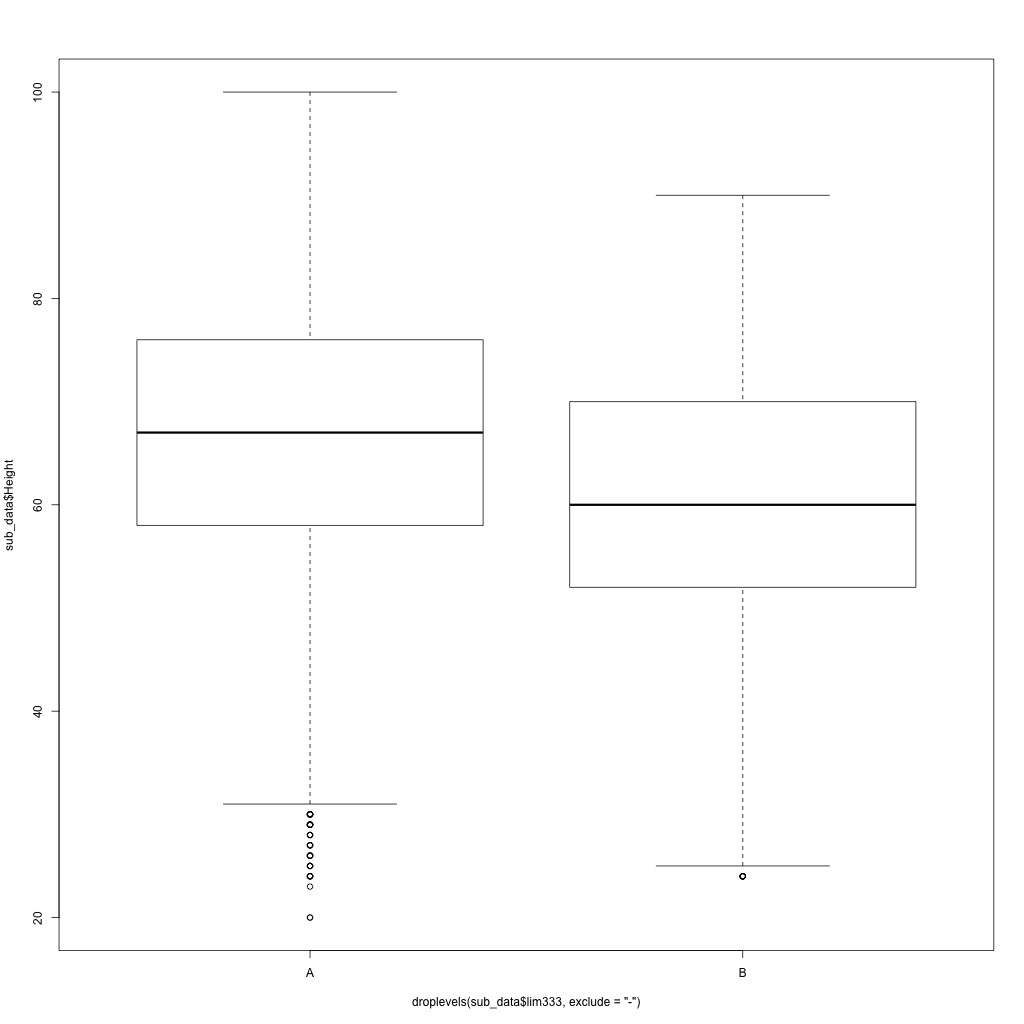 100
80
60
40
20
sub_data$Height
A
B
droplevels(sub_data$lim333, exclude = "-")